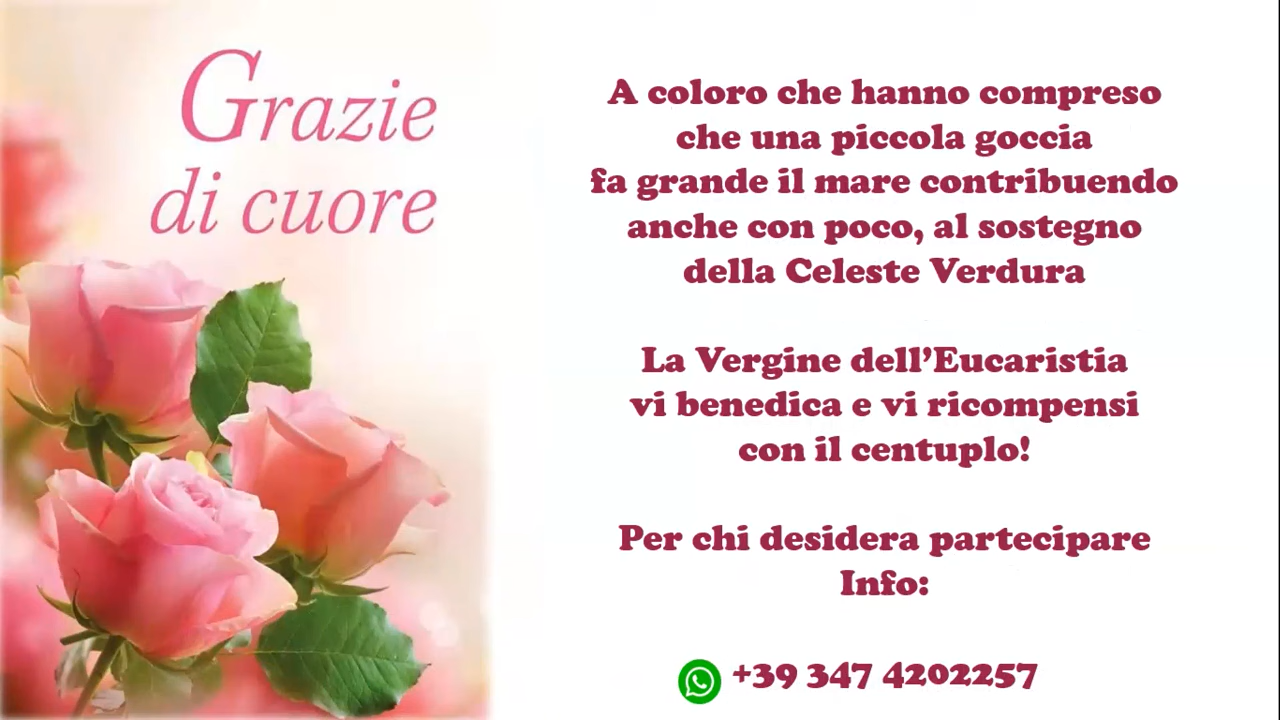 Grazie
di cuore
A coloro che hanno compreso
che una piccola goccia
fa grande il mare contribuendo
anche con poco, al sostegno
della Celeste Verdura
La Vergine dell’Eucaristia
vi benedica e vi ricompensi
con il centuplo!
Per chi desidera partecipare
Info:
+39 347 4202257